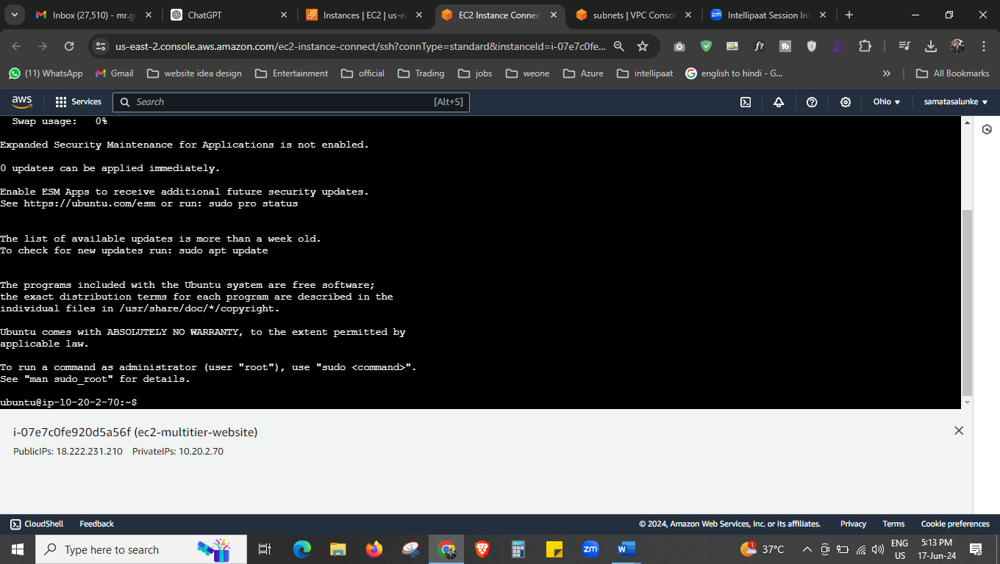 Inbox (27,510) - mr.g
ChatGPT
Instances | EC2 | us-e
EC2 Instance Connec
subnets | VPC Consol
zm
Intellipaat Session Inv
us-east-2.console.aws.amazon.com/ec2-instance-connect/ssh?connType=standard&instanceId=i-07e7c0fe...
f?
(11) WhatsApp
Gmail
website idea design
Entertainment
official
Trading
jobs
weone
Azure
intellipaat
english to hindi - G...
All Bookmarks
aws
Services
Search
[Alt+S]
Ohio
samatasalunke
Swap usage: 0%
Expanded Security Maintenance for Applications is not enabled.
0 updates can be applied immediately.
Enable ESM Apps to receive additional future security updates.
See https://ubuntu.com/esm or run: sudo pro status
The list of available updates is more than a week old.
To check for new updates run: sudo apt update
The programs included with the Ubuntu system are free software;
the exact distribution terms for each program are described in the
individual files in /usr/share/doc/*/copyright.
Ubuntu comes with ABSOLUTELY NO WARRANTY, to the extent permitted by
applicable law.
To run a command as administrator (user "root"), use "sudo <command>".
See "man sudo_root" for details.
ubuntu@ip-10-20-2-70:~$
i-07e7c0fe920d5a56f (ec2-multitier-website)
PublicIPs: 18.222.231.210 PrivateIPs: 10.20.2.70
CloudShell
Feedback
© 2024, Amazon Web Services, Inc. or its affiliates.
Privacy
Terms
Cookie preferences
Type here to search
zm
W
1
37°C
ENG
US
5:13 PM
17-Jun-24